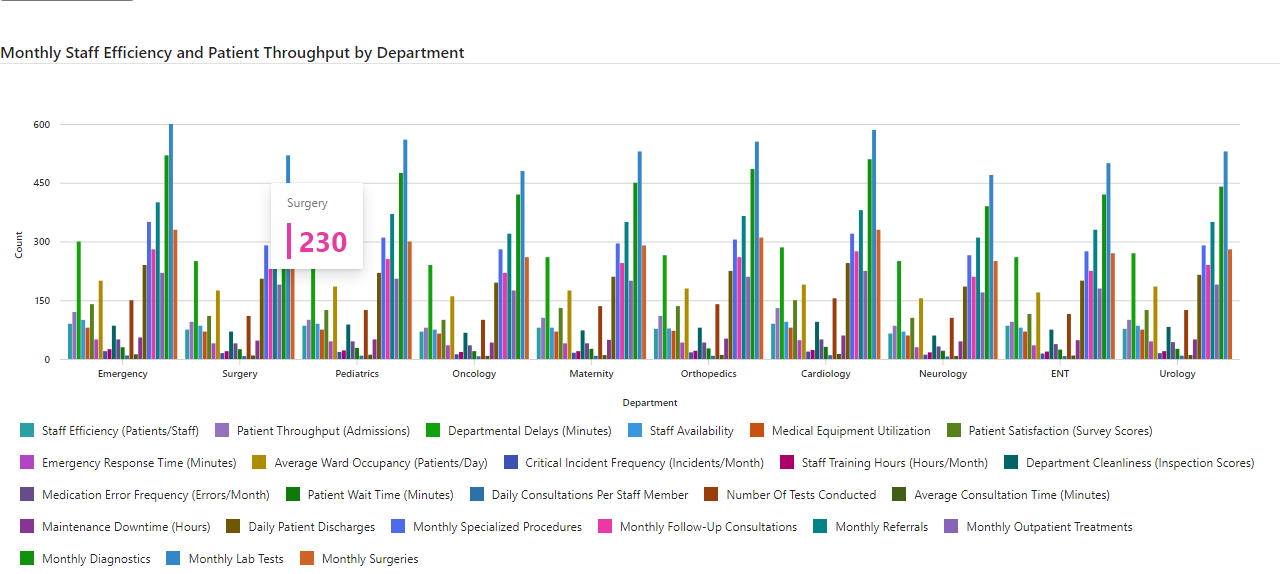 Monthly Staff Efficiency and Patient Throughput by Department
600
450
300
150
0
Count
Surgery
230
Emergency Surgery Pediatrics Oncology Maternity Orthopedics Cardiology Neurology ENT Urology
Department
Staff Efficiency (Patients/Staff) Patient Throughput (Admissions) Departmental Delays (Minutes) Staff Availability Medical Equipment Utilization Patient Satisfaction (Survey Scores)
Emergency Response Time (Minutes) Average Ward Occupancy (Patients/Day) Critical Incident Frequency (Incidents/Month) Staff Training Hours (Hours/Month) Department Cleanliness (Inspection Scores)
Medication Error Frequency (Errors/Month) Patient Wait Time (Minutes) Daily Consultations Per Staff Member Number Of Tests Conducted Average Consultation Time (Minutes)
Maintenance Downtime (Hours) Daily Patient Discharges Monthly Specialized Procedures Monthly Follow-Up Consultations Monthly Referrals Monthly Outpatient Treatments
Monthly Diagnostics Monthly Lab Tests Monthly Surgeries